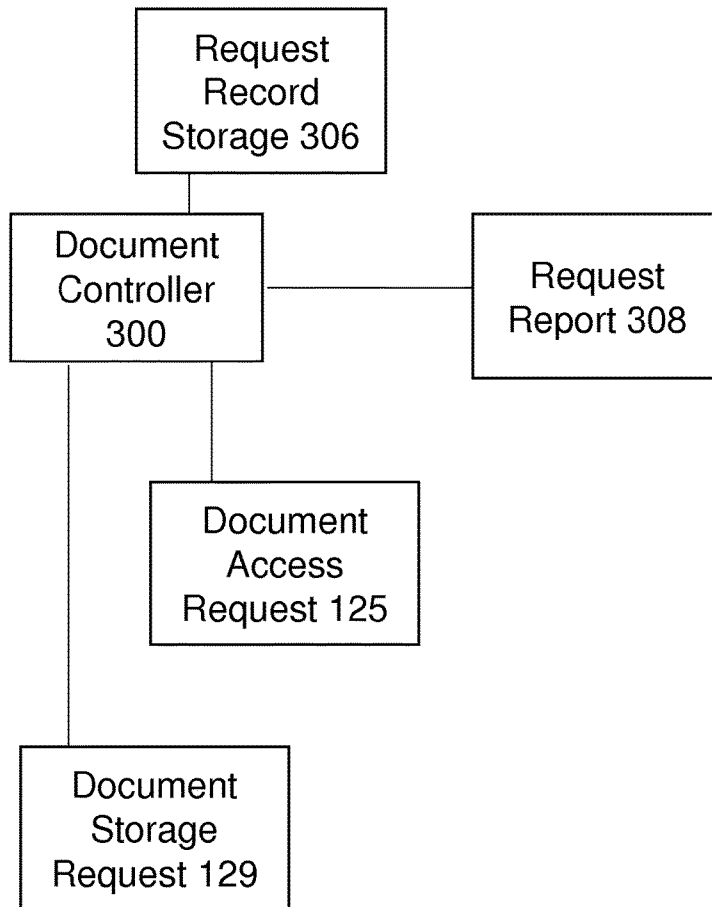 Request
Record
Storage 306
Document
Controller
300
Request
Report 308
Document
Access
Request 125
Document
Storage
Request 129